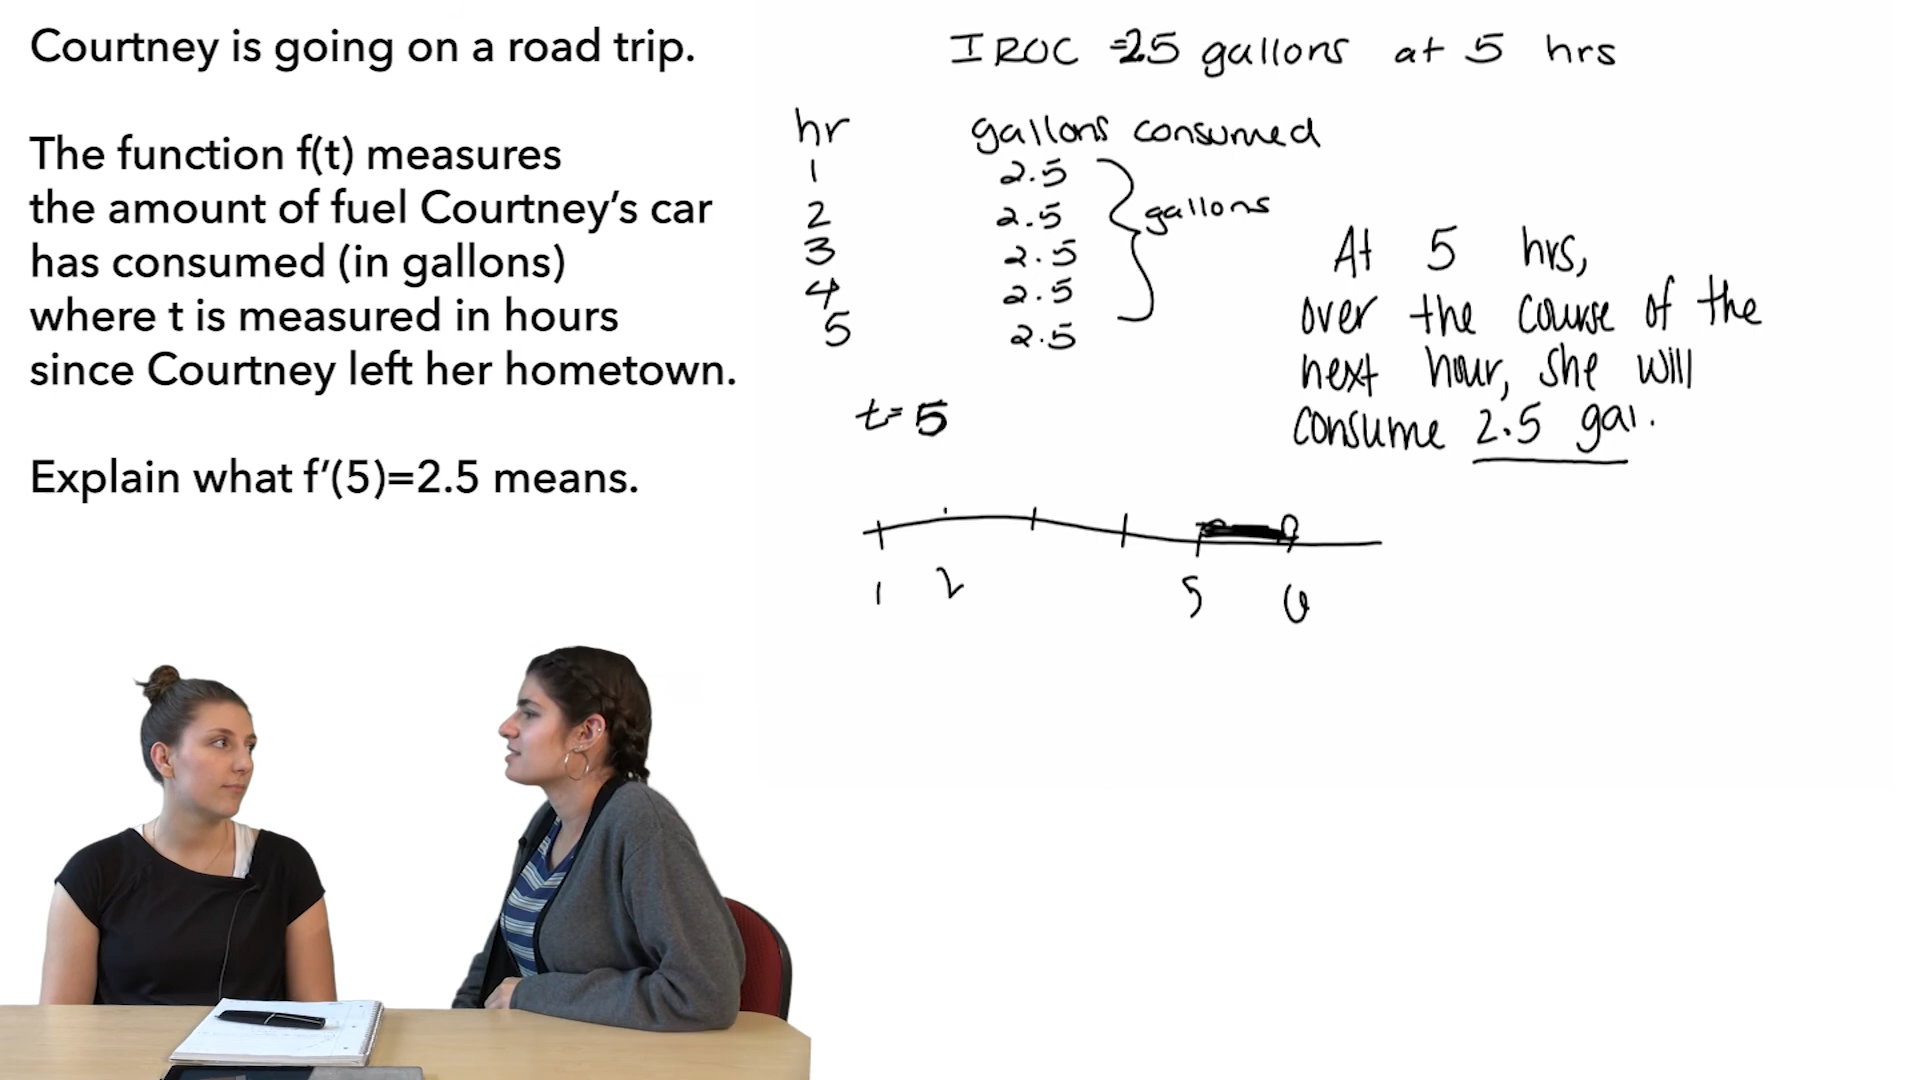 Courtney is going on a road trip.
The function f(t) measures
the amount of fuel Courtney's car
has consumed (in gallons)
where t is measured in hours
since Courtney left her hometown.
Explain what f'(5)=2.5 means.
IROC =2.5 gallons at 5 hrs
hr gallons consumed
1 2.5
2 2.5 gallons
3 2.5
4 2.5
5 2.5
t=5
At 5 hrs,
over the course of the
next hour, she will
consume 2.5 gal.
1 2 5 6